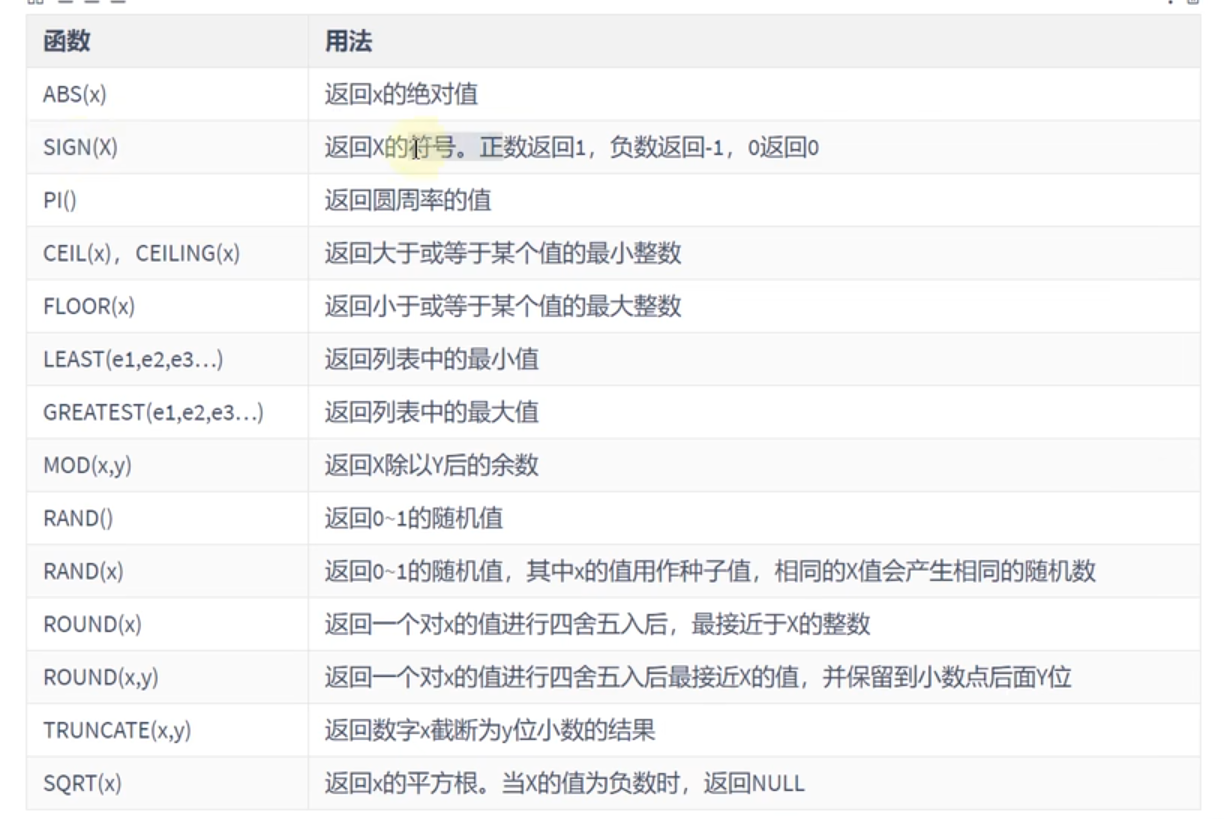 函数 用法
ABS(x) 返回x的绝对值
SIGN(X) 返回X的符号。正数返回1，负数返回-1，0返回0
PI() 返回圆周率的值
CEIL(x)，CEILING(x) 返回大于或等于某个值的最小整数
FLOOR(x) 返回小于或等于某个值的最大整数
LEAST(e1,e2,e3…) 返回列表中的最小值
GREATEST(e1,e2,e3…) 返回列表中的最大值
MOD(x,y) 返回X除以Y后的余数
RAND() 返回0~1的随机值
RAND(x) 返回0~1的随机值，其中x的值用作种子值，相同的X值会产生相同的随机数
ROUND(x) 返回一个对x的值进行四舍五入后，最接近于X的整数
ROUND(x,y) 返回一个对x的值进行四舍五入后最接近X的值，并保留到小数点后面Y位
TRUNCATE(x,y) 返回数字x截断为y位小数的结果
SQRT(x) 返回x的平方根。当X的值为负数时，返回NULL